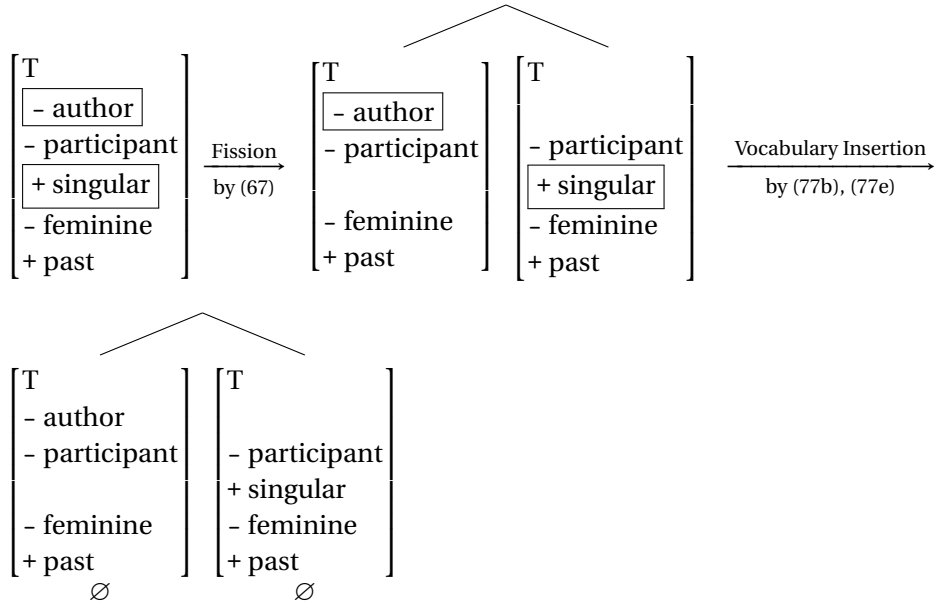 T
– author
– participant
+ singular
– feminine
+ past
Fission
by (67)
T
– author
– participant
– feminine
+ past
T
– participant
+ singular
– feminine
+ past
Vocabulary Insertion
by (77b), (77e)
T
– author
– participant
– feminine
+ past
∅
T
– participant
+ singular
– feminine
+ past
∅